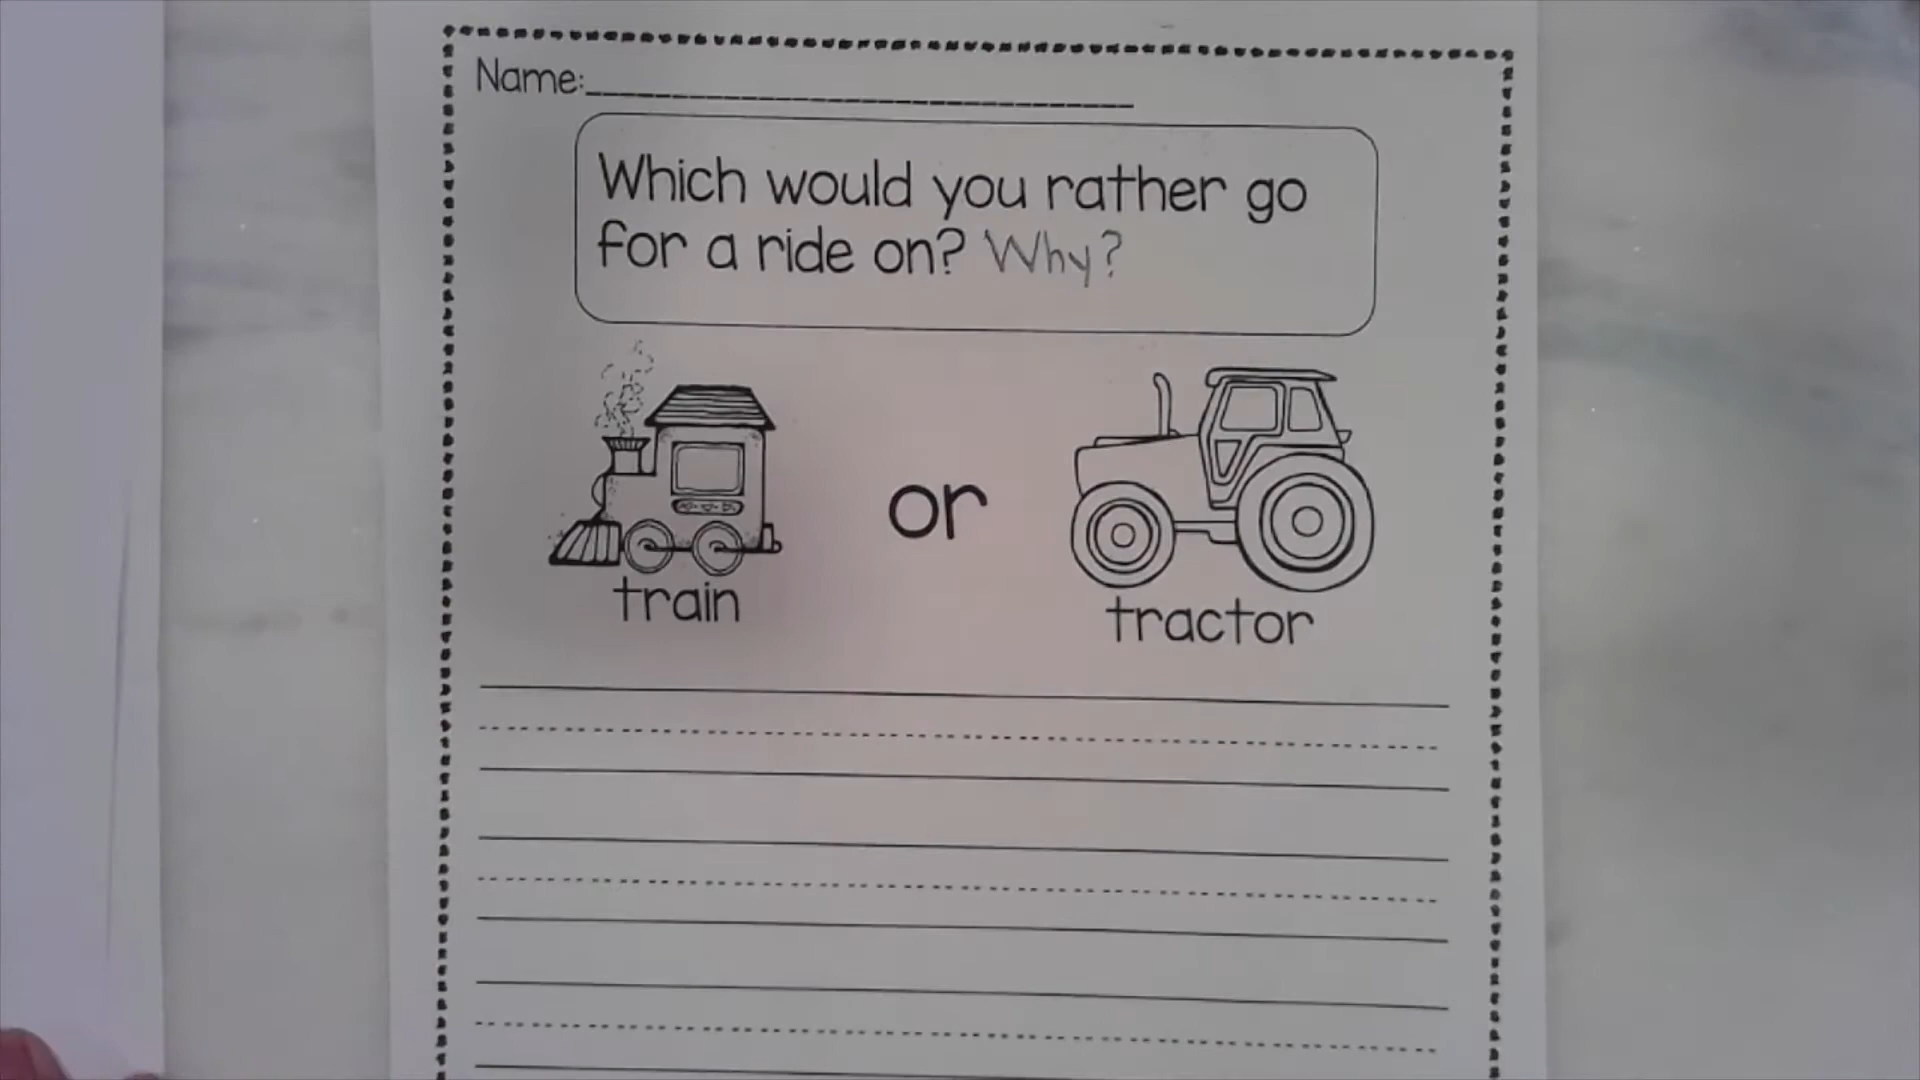 Name:
Which would you rather go
for a ride on? Why?
or
train
tractor